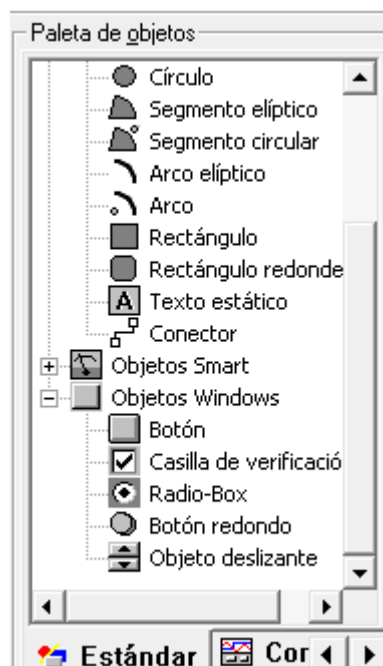 Paleta de objetos
Círculo
Segmento elíptico
Segmento circular
Arco elíptico
Arco
Rectángulo
Rectángulo redonde
A Texto estático
Conector
Objetos Smart
Objetos Windows
Botón
Casilla de verificació
Radio-Box
Botón redondo
Objeto deslizante
Estándar Cor